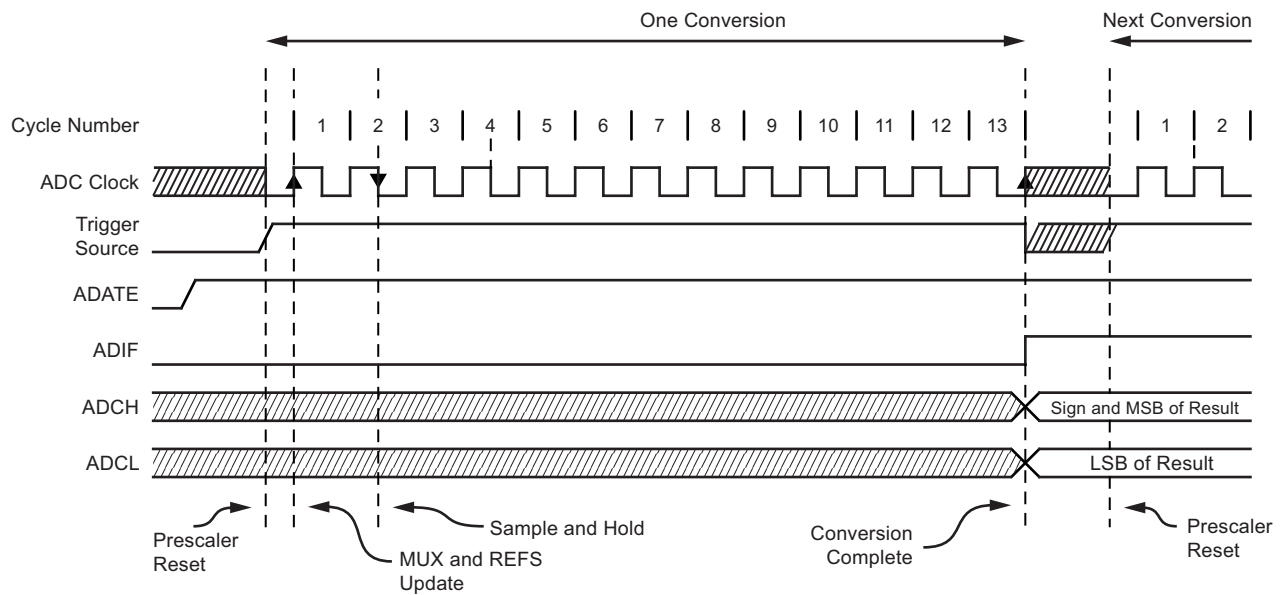 One Conversion
Next Conversion
Cycle Number
1 2 3 4 5 6 7 8 9 10 11 12 13 1 2
ADC Clock
Trigger
Source
ADATE
ADIF
ADCH
Sign and MSB of Result
ADCL
LSB of Result
Prescaler
Reset
MUX and REFS
Update
Sample and Hold
Conversion
Complete
Prescaler
Reset